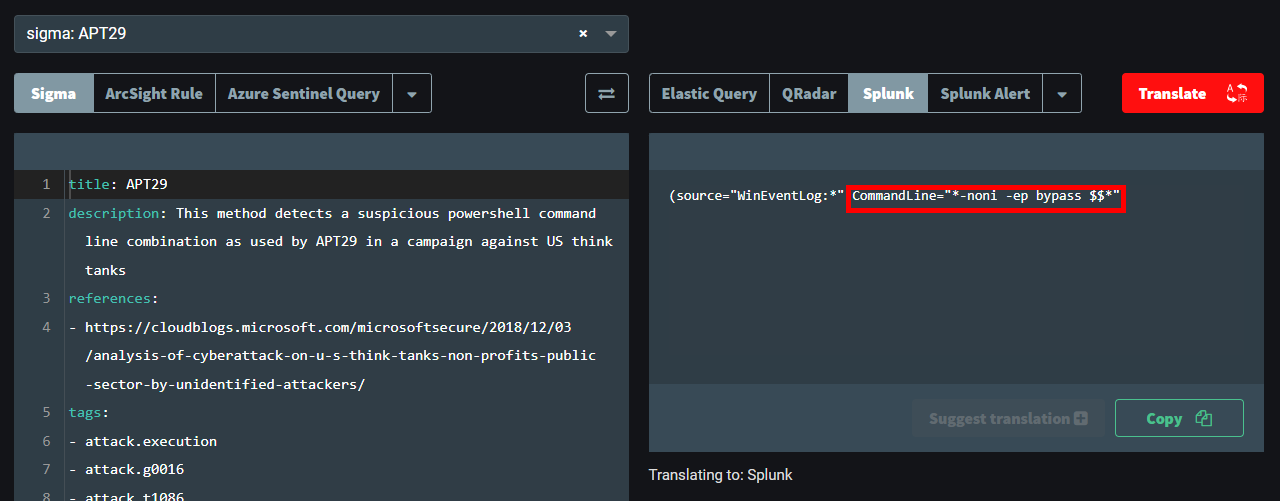 sigma: APT29
Sigma ArcSight Rule Azure Sentinel Query
Elastic Query QRadar Splunk Splunk Alert
Translate
1 title: APT29
2 description: This method detects a suspicious powershell command
line combination as used by APT29 in a campaign against US think
tanks
3 references:
4 - https://cloudblogs.microsoft.com/microsoftsecure/2018/12/03
/analysis-of-cyberattack-on-u-s-think-tanks-non-profits-public
-sector-by-unidentified-attackers/
5 tags:
6 - attack.execution
7 - attack.g0016
8 - attack.t1086
(source="WinEventLog:*" CommandLine="*-noni -ep bypass $$*"
Suggest translation
Copy
Translating to: Splunk